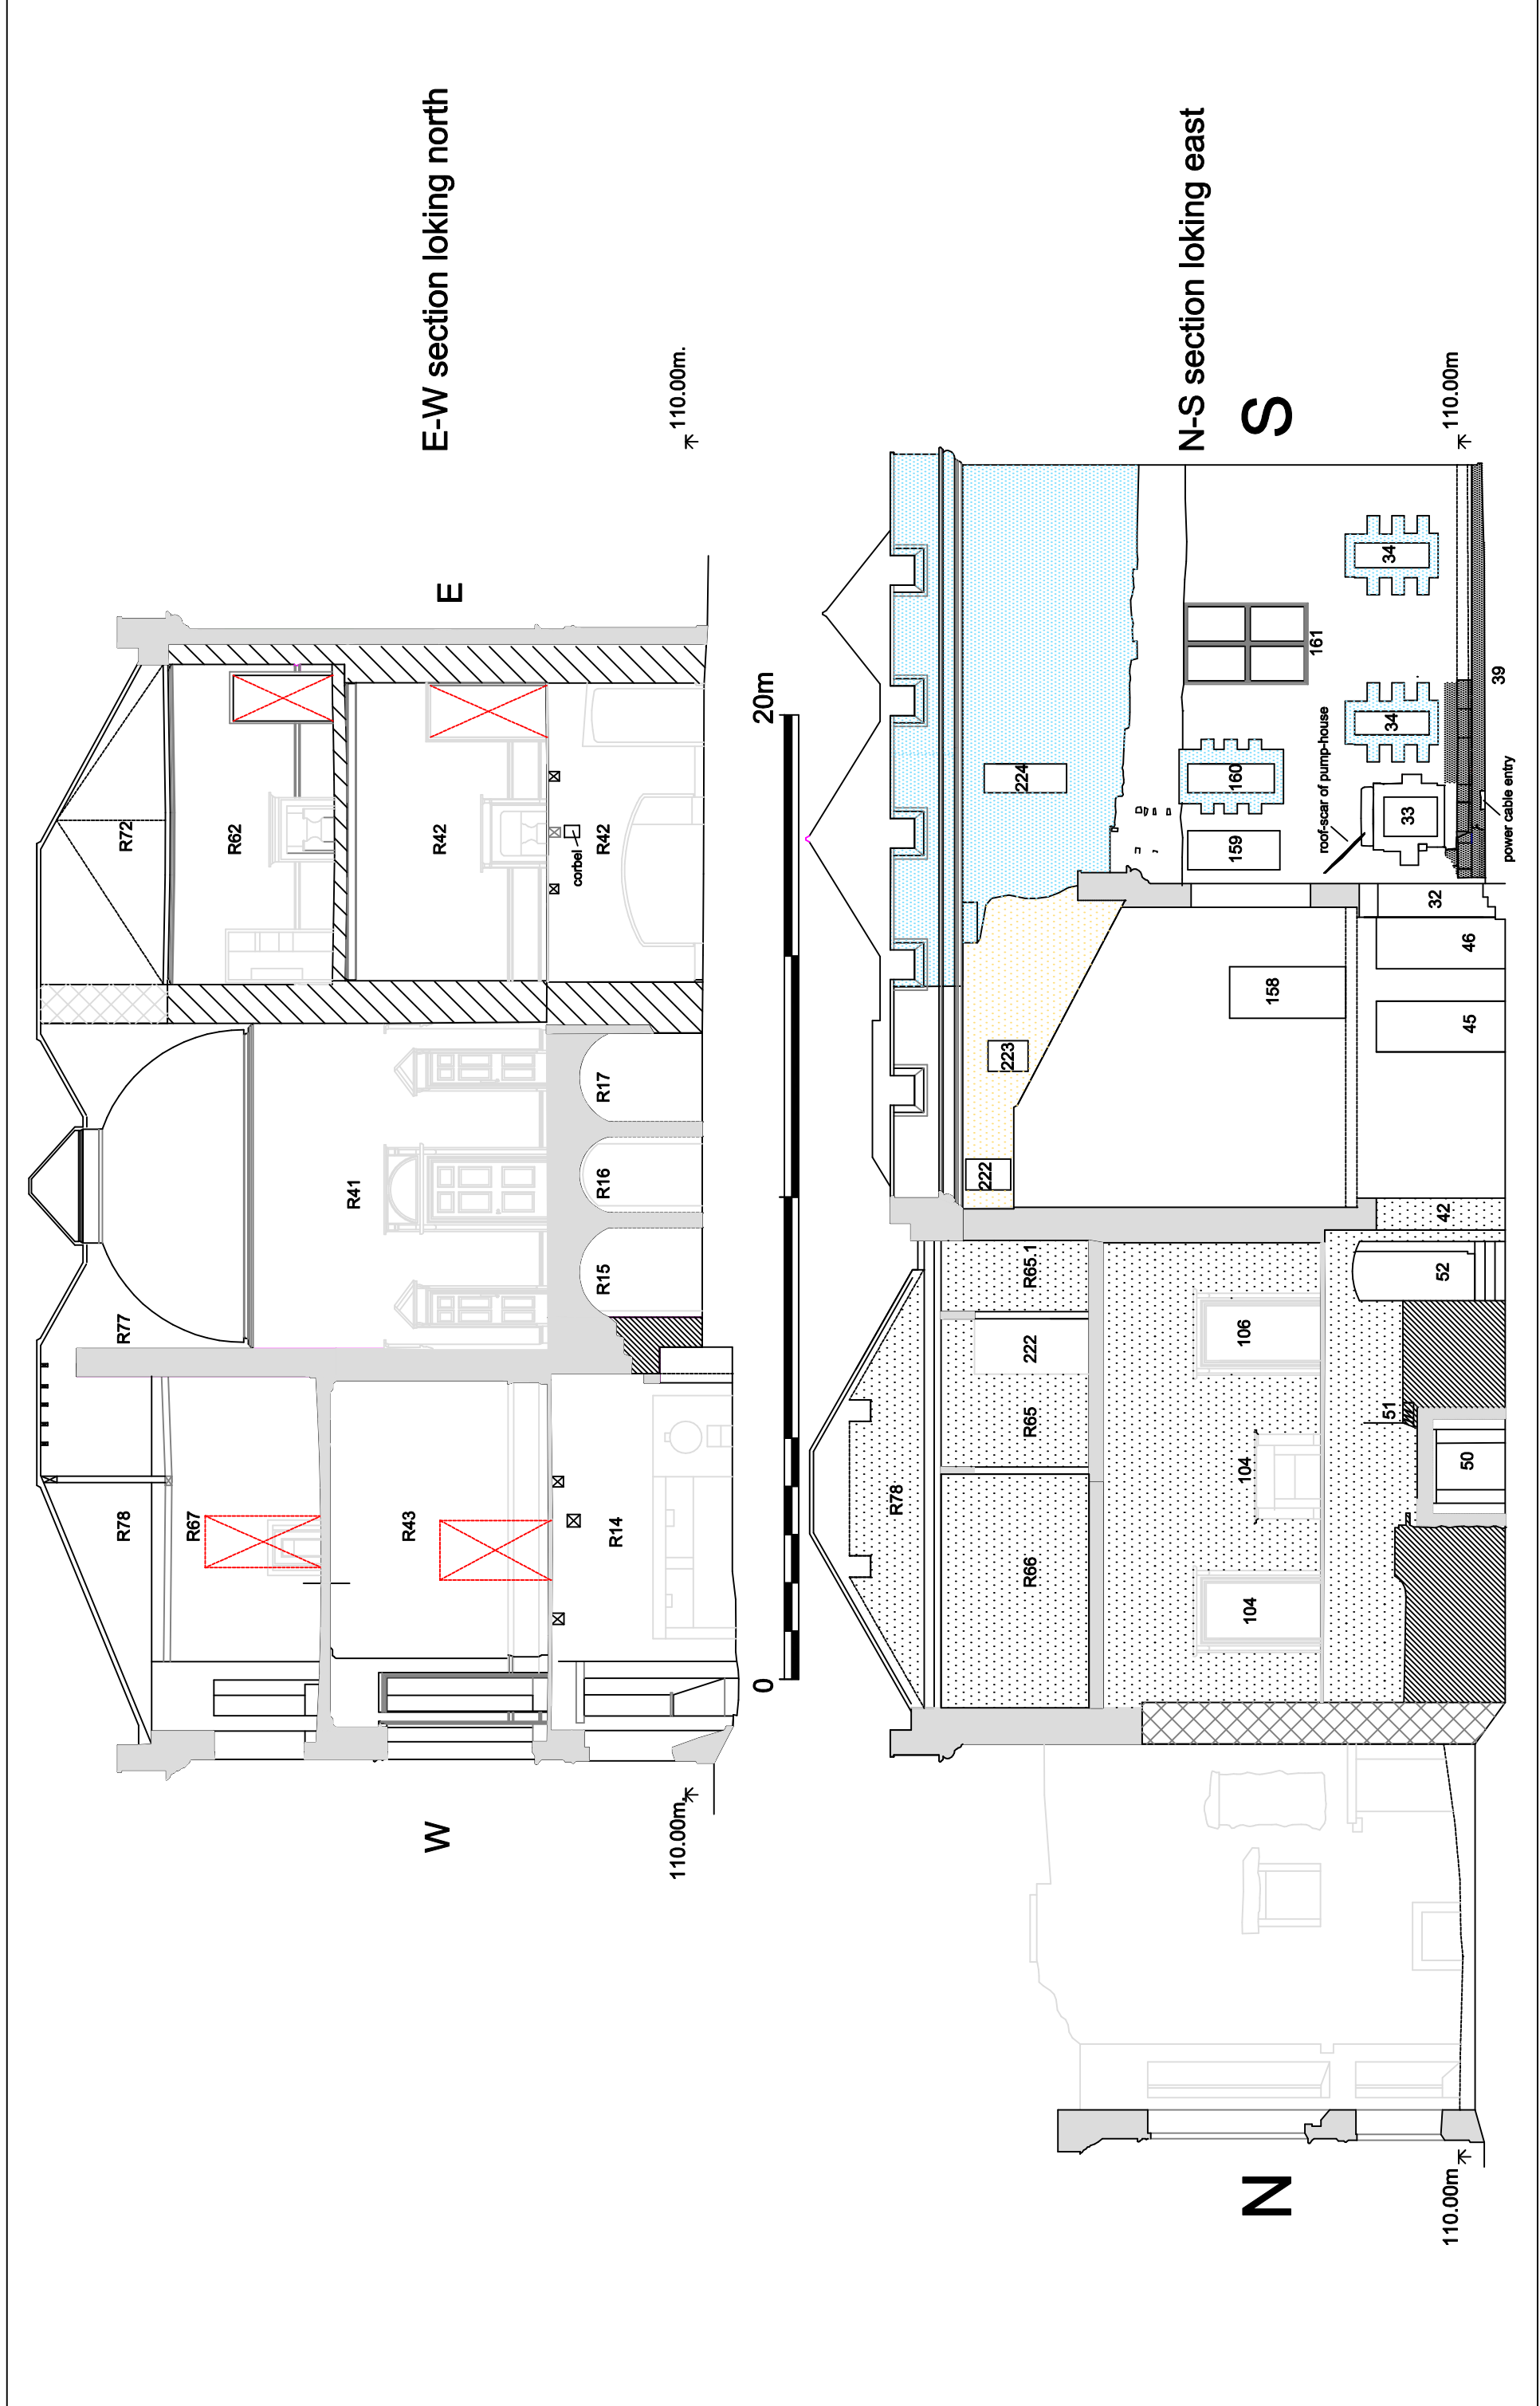 E-W section loking north
W
E
110.00m.
110.00m.
R72
R77
R78
R62
R67
R41
R42
R43
corbel
R42
R17
R16
R15
R14
0
20m
N-S section loking east
N
S
110.00m
110.00m
R78
R65.1
222
R65
R66
106
104
104
42
52
51
50
222
223
224
158
45
46
32
159
160
161
33
34
34
39
roof-scar of pump-house
power cable entry